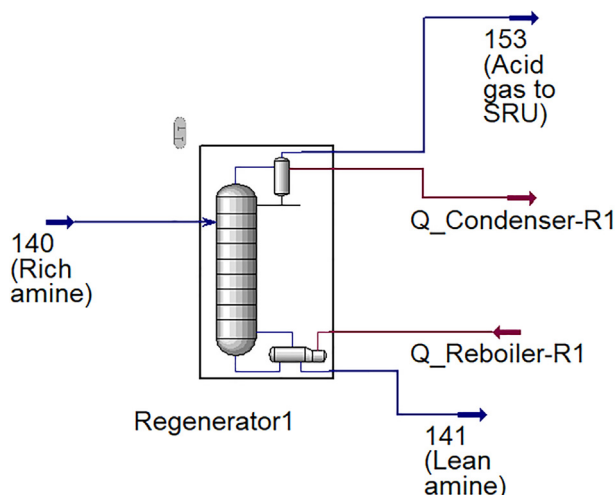 153
(Acid
gas to
SRU)
Q_Condenser-R1
140
(Rich
amine)
Q_Reboiler-R1
Regenerator1
141
(Lean
amine)